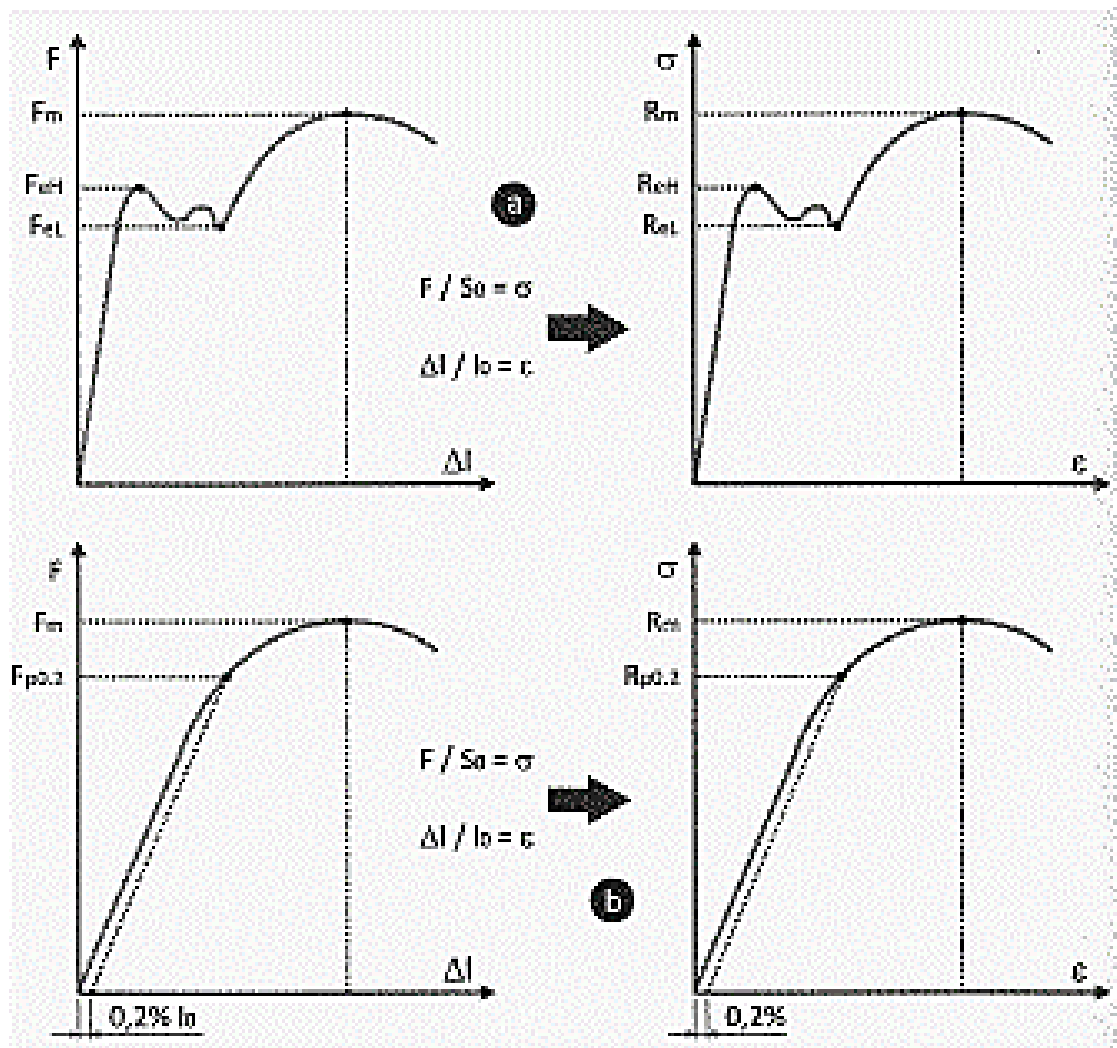 F
Fm
FeH
FeL
Δl
a
F / So = σ
Δl / lo = ε
σ
Rm
ReH
ReL
ε
F
Fm
Fp0.2
Δl
0,2% lo
F / So = σ
Δl / lo = ε
b
σ
Rm
Rp0.2
ε
0,2%